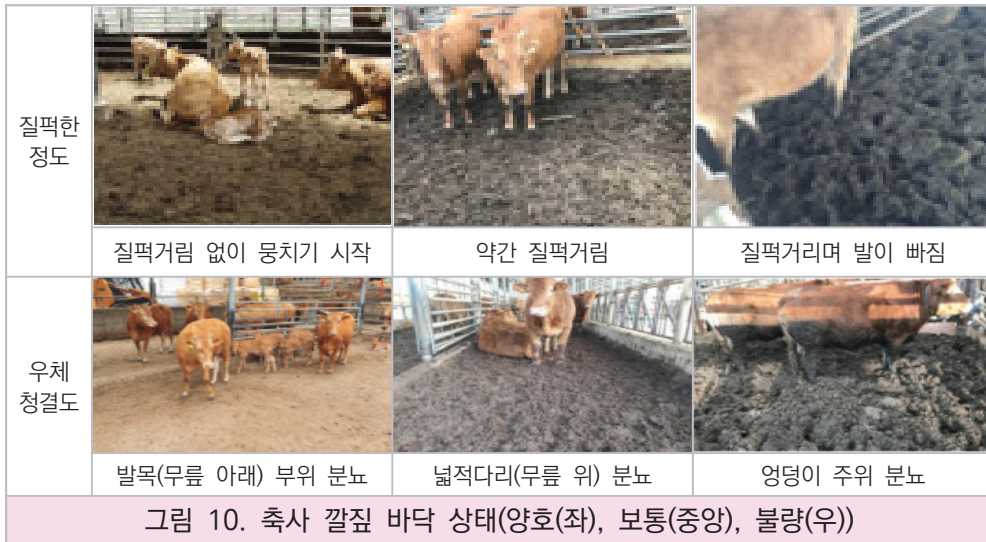 질퍽한
정도
질퍽거림 없이 뭉치기 시작
약간 질퍽거림
질퍽거리며 발이 빠짐
우체
청결도
발목(무릎 아래) 부위 분뇨
넓적다리(무릎 위) 분뇨
엉덩이 주위 분뇨
그림 10. 축사 깔짚 바닥 상태(양호(좌), 보통(중앙), 불량(우))